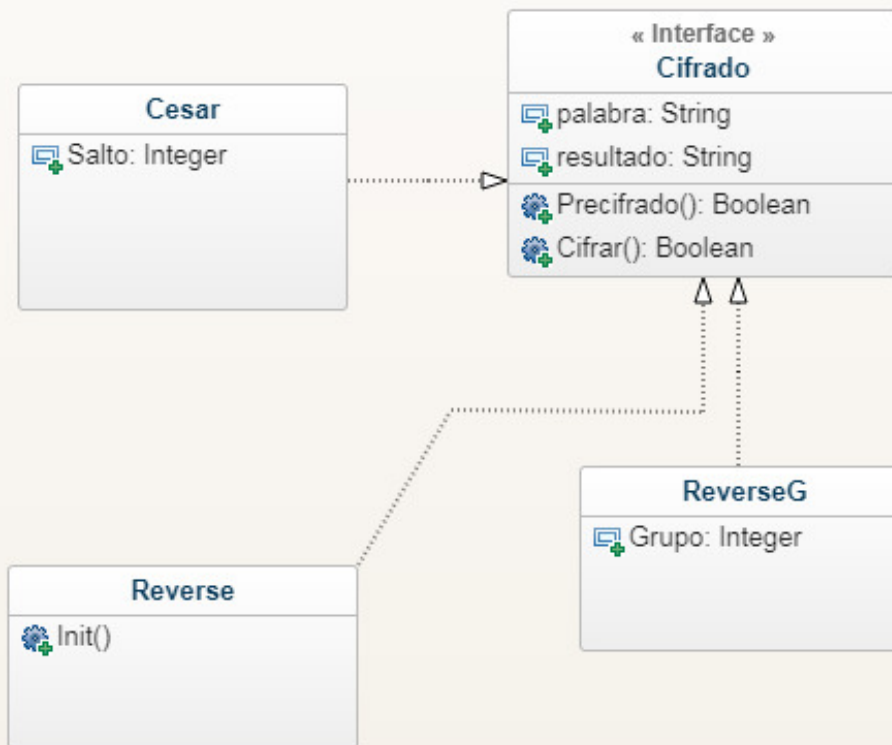 « Interface »
Cifrado
palabra: String
resultado: String
Precifrado(): Boolean
Cifrar(): Boolean
Cesar
Salto: Integer
ReverseG
Grupo: Integer
Reverse
Init()